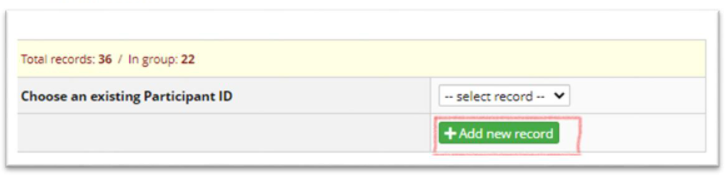 Total records: 36 / In group: 22
Choose an existing Participant ID
-- select record --
+ Add new record